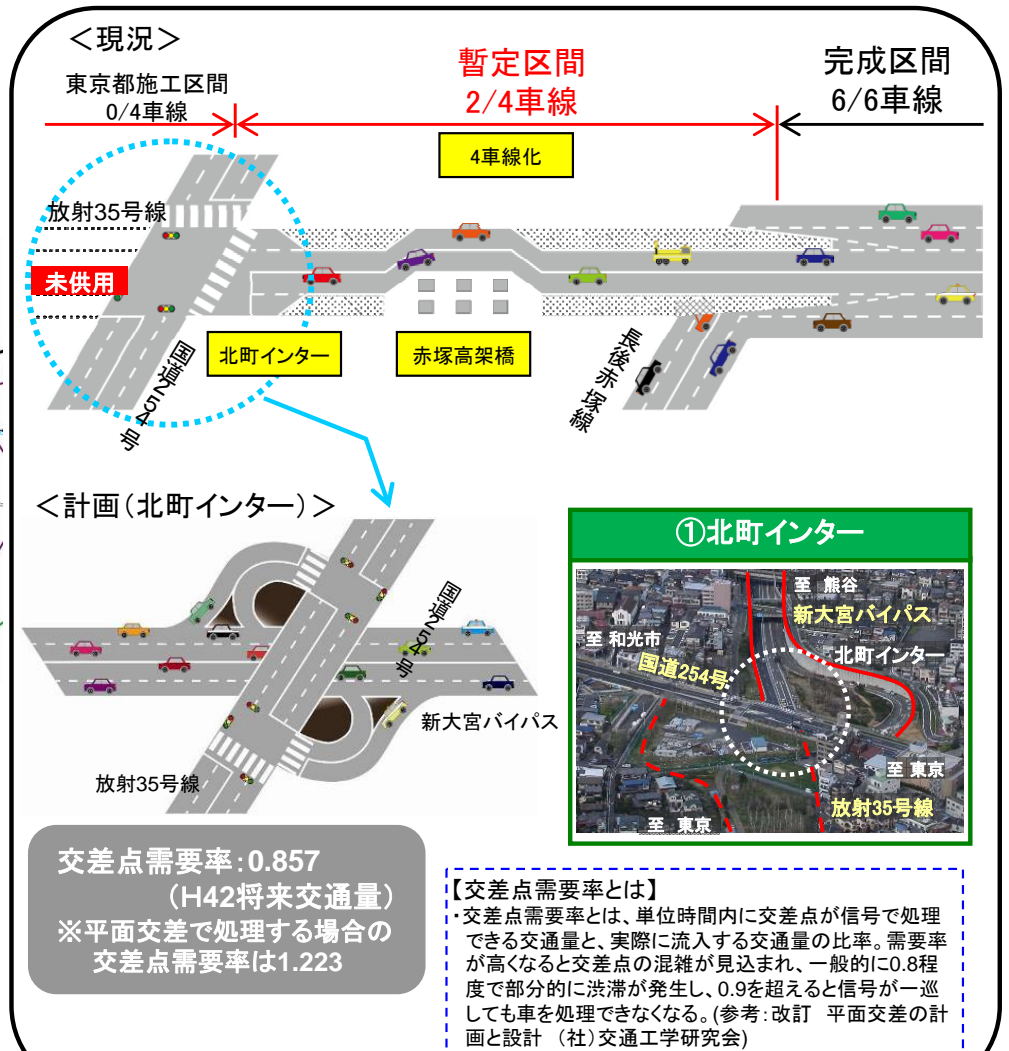 ＜現況＞
東京都施工区間
0/4車線
暫定区間
2/4車線
完成区間
6/6車線
4車線化
放射35号線
未供用
北町インター
赤塚高架橋
国道254号
長後赤塚線
＜計画（北町インター）＞
国道254号
新大宮バイパス
放射35号線
①北町インター
至 熊谷
新大宮バイパス
至 和光市
北町インター
国道254号
至 東京
放射35号線
至 東京
交差点需要率：0.857
（H42将来交通量）
※平面交差で処理する場合の
交差点需要率は1.223
【交差点需要率とは】
・交差点需要率とは、単位時間内に交差点が信号で処理
できる交通量と、実際に流入する交通量の比率。需要率
が高くなると交差点の混雑が見込まれ、一般的に0.8程
度で部分的に渋滞が発生し、0.9を超えると信号が一巡
しても車を処理できなくなる。(参考：改訂　平面交差の計
画と設計　（社）交通工学研究会)